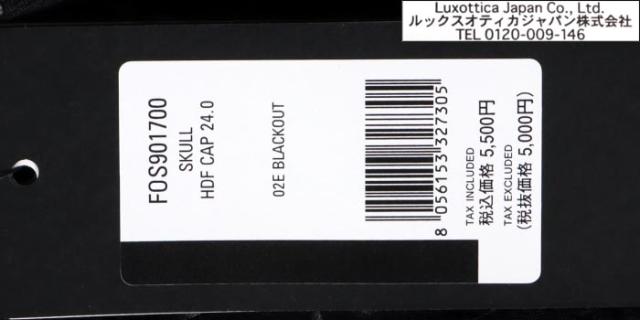 Luxottica Japan Co., Ltd.
ルックスオティカジャパン株式会社
TEL 0120-009-146
FOS901700
SKULL
HDF CAP 24.0
02E BLACKOUT
8 056153 327305
TAX INCLUDED
税込価格 5,500円
TAX EXCLUDED
(税抜価格 5,000円)